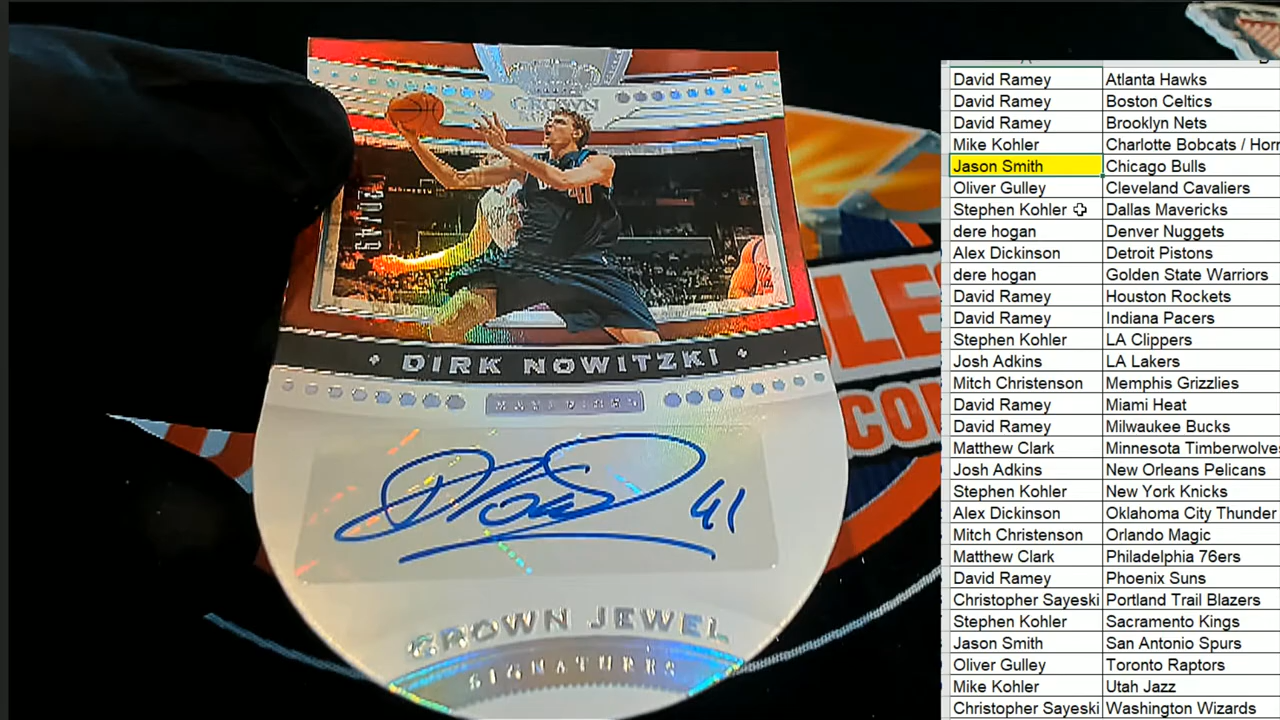 CROWN
DIRK NOWITZKI
MAVERICKS
41
CROWN JEWEL
SIGNATURES
LES
COM
David Ramey Atlanta Hawks
David Ramey Boston Celtics
David Ramey Brooklyn Nets
Mike Kohler Charlotte Bobcats / Horr
Jason Smith Chicago Bulls
Oliver Gulley Cleveland Cavaliers
Stephen Kohler Dallas Mavericks
dere hogan Denver Nuggets
Alex Dickinson Detroit Pistons
dere hogan Golden State Warriors
David Ramey Houston Rockets
David Ramey Indiana Pacers
Stephen Kohler LA Clippers
Josh Adkins LA Lakers
Mitch Christenson Memphis Grizzlies
David Ramey Miami Heat
David Ramey Milwaukee Bucks
Matthew Clark Minnesota Timberwolves
Josh Adkins New Orleans Pelicans
Stephen Kohler New York Knicks
Alex Dickinson Oklahoma City Thunder
Mitch Christenson Orlando Magic
Matthew Clark Philadelphia 76ers
David Ramey Phoenix Suns
Christopher Sayeski Portland Trail Blazers
Stephen Kohler Sacramento Kings
Jason Smith San Antonio Spurs
Oliver Gulley Toronto Raptors
Mike Kohler Utah Jazz
Christopher Sayeski Washington Wizards